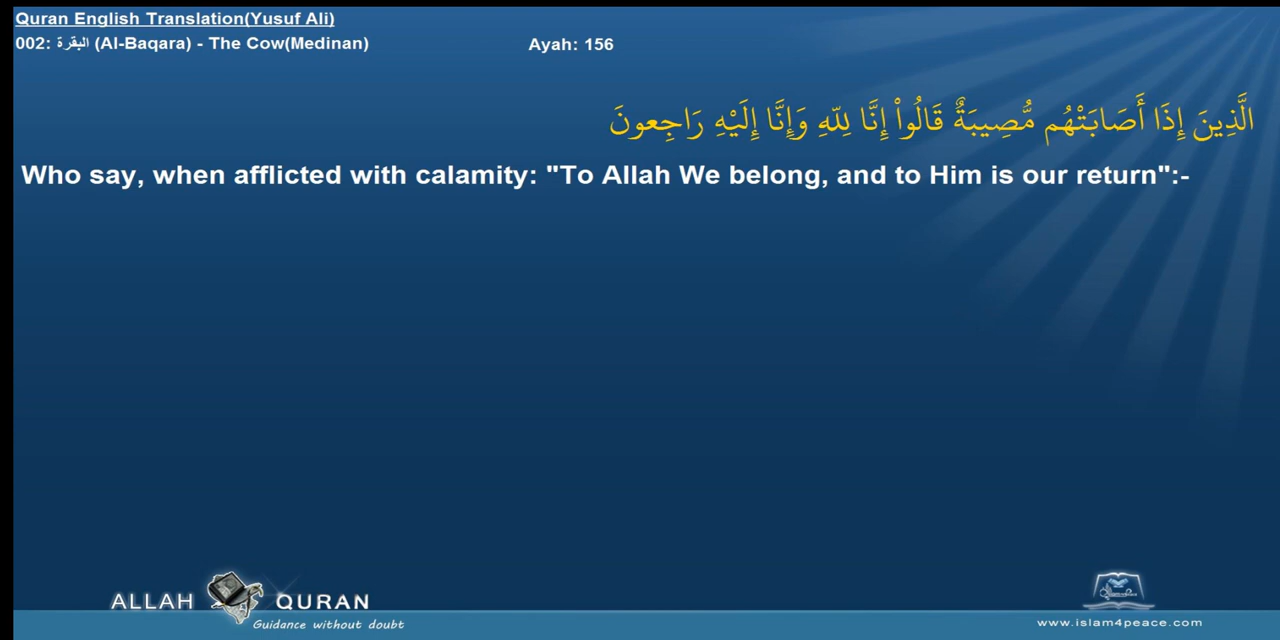 Quran English Translation(Yusuf Ali)
002: البقرة (Al-Baqara) - The Cow(Medinan) Ayah: 156
الَّذِينَ إِذَا أَصَابَتْهُم مُّصِيبَةٌ قَالُواْ إِنَّا لِلّهِ وَإِنَّا إِلَيْهِ رَاجِعونَ
Who say, when afflicted with calamity: "To Allah We belong, and to Him is our return":-
ALLAH QURAN
Guidance without doubt
www.islam4peace.com